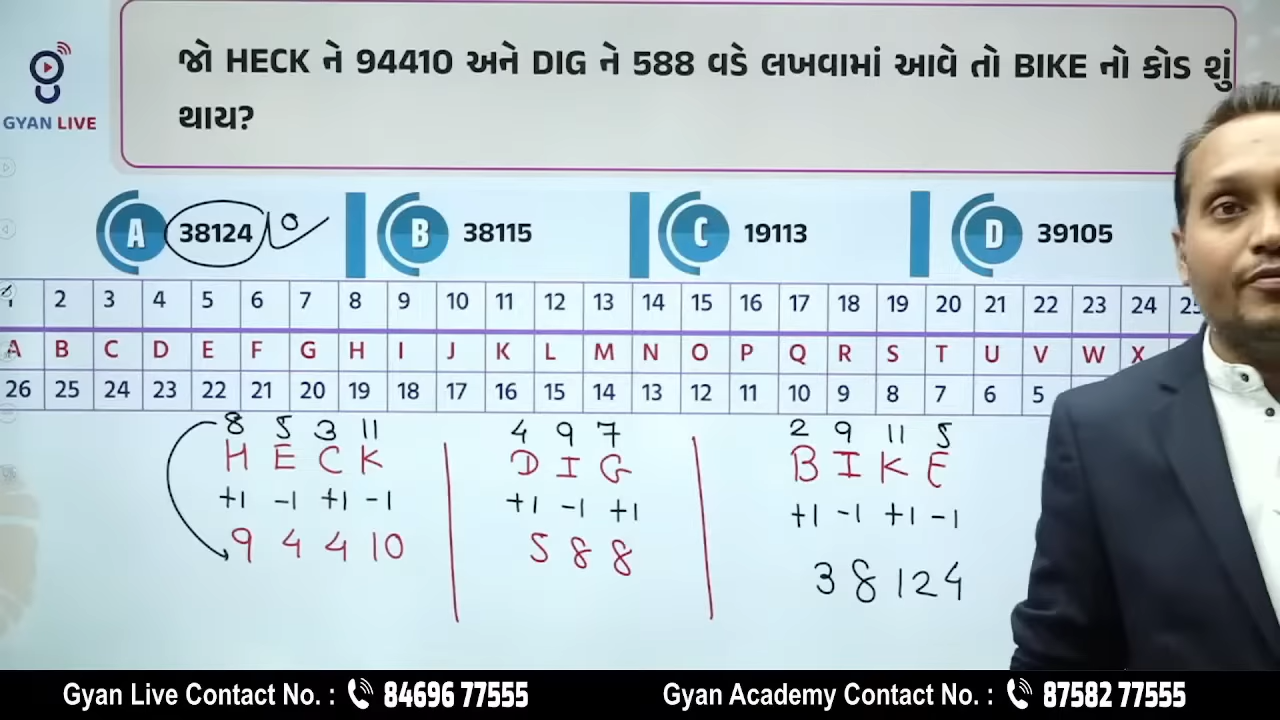 જો HECK ને 94410 અને DIG ને 588 વડે લખવામાં આવે તો BIKE નો કોડ શું
થાય?
GYAN LIVE
A 38124 B 38115 C 19113 D 39105
1 2 3 4 5 6 7 8 9 10 11 12 13 14 15 16 17 18 19 20 21 22 23 24 25
A B C D E F G H I J K L M N O P Q R S T U V W X
26 25 24 23 22 21 20 19 18 17 16 15 14 13 12 11 10 9 8 7 6 5
8 5 3 11 4 9 7 2 9 11 5
H E C K D I G B I K E
+1 -1 +1 -1 +1 -1 +1 +1 -1 +1 -1
9 4 4 10 5 8 8 3 8 12 4
Gyan Live Contact No. : 84696 77555 Gyan Academy Contact No. : 87582 77555